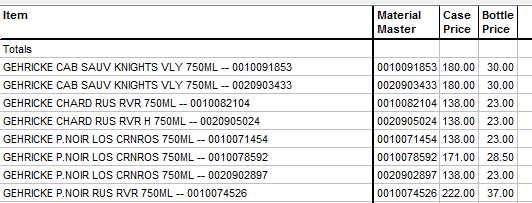 Item Material Master Case Price Bottle Price
Totals
GEHRICKE CAB SAUV KNIGHTS VLY 750ML -- 0010091853 0010091853 180.00 30.00
GEHRICKE CAB SAUV KNIGHTS VLY 750ML -- 0020903433 0020903433 180.00 30.00
GEHRICKE CHARD RUS RVR 750ML -- 0010082104 0010082104 138.00 23.00
GEHRICKE CHARD RUS RVR H 750ML -- 0020905024 0020905024 138.00 23.00
GEHRICKE P.NOIR LOS CRNROS 750ML -- 0010071454 0010071454 138.00 23.00
GEHRICKE P.NOIR LOS CRNROS 750ML -- 0010078592 0010078592 171.00 28.50
GEHRICKE P.NOIR LOS CRNROS 750ML -- 0020902897 0020902897 138.00 23.00
GEHRICKE P.NOIR RUS RVR 750ML -- 0010074526 0010074526 222.00 37.00